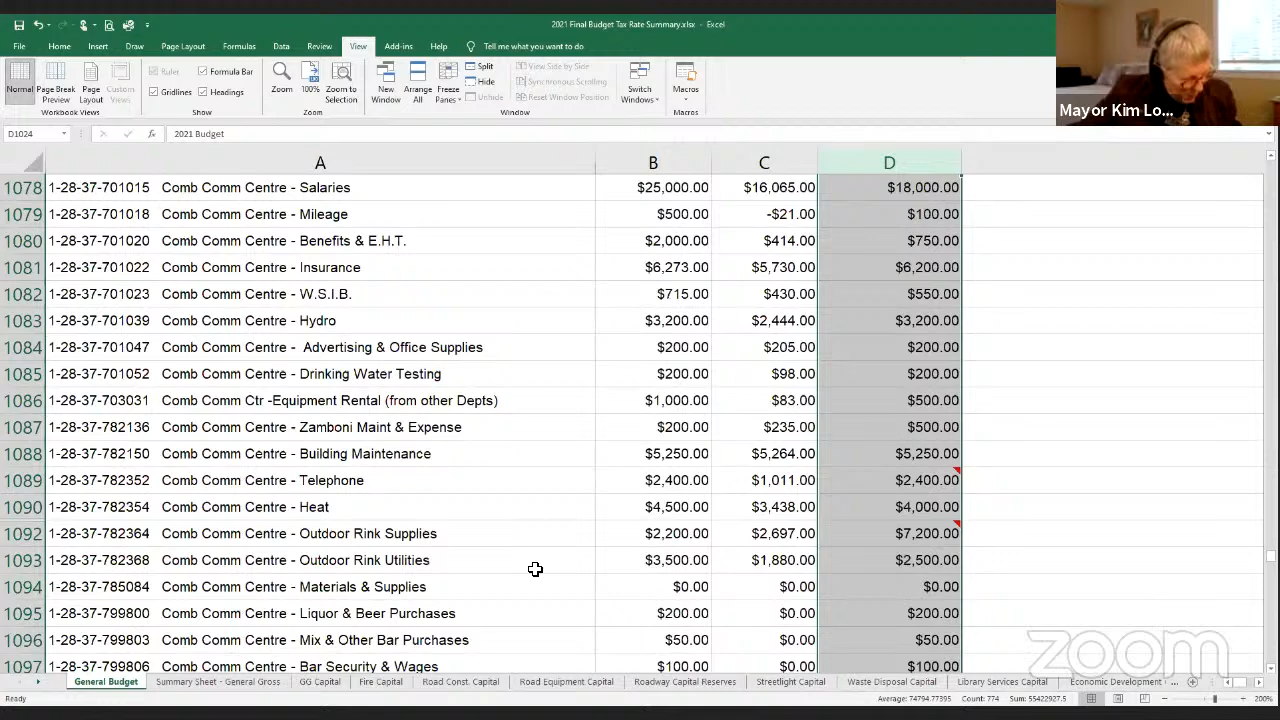 2021 Final Budget Tax Rate Summary.xlsx - Excel
File Home Insert Draw Page Layout Formulas Data Review View Add-ins Help Tell me what you want to do
Normal Page Break Preview Page Layout Custom Views Ruler Formula Bar Gridlines Headings Zoom 100% Zoom to Selection New Window Arrange All Freeze Panes Split Hide Unhide View Side by Side Synchronous Scrolling Reset Window Position Switch Windows Macros
Workbook Views Show Zoom Window Macros
Mayor Kim Lo...
D1024 fx 2021 Budget
A B C D
1078 1-28-37-701015 Comb Comm Centre - Salaries $25,000.00 $16,065.00 $18,000.00
1079 1-28-37-701018 Comb Comm Centre - Mileage $500.00 -$21.00 $100.00
1080 1-28-37-701020 Comb Comm Centre - Benefits & E.H.T. $2,000.00 $414.00 $750.00
1081 1-28-37-701022 Comb Comm Centre - Insurance $6,273.00 $5,730.00 $6,200.00
1082 1-28-37-701023 Comb Comm Centre - W.S.I.B. $715.00 $430.00 $550.00
1083 1-28-37-701039 Comb Comm Centre - Hydro $3,200.00 $2,444.00 $3,200.00
1084 1-28-37-701047 Comb Comm Centre - Advertising & Office Supplies $200.00 $205.00 $200.00
1085 1-28-37-701052 Comb Comm Centre - Drinking Water Testing $200.00 $98.00 $200.00
1086 1-28-37-703031 Comb Comm Ctr -Equipment Rental (from other Depts) $1,000.00 $83.00 $500.00
1087 1-28-37-782136 Comb Comm Centre - Zamboni Maint & Expense $200.00 $235.00 $500.00
1088 1-28-37-782150 Comb Comm Centre - Building Maintenance $5,250.00 $5,264.00 $5,250.00
1089 1-28-37-782352 Comb Comm Centre - Telephone $2,400.00 $1,011.00 $2,400.00
1090 1-28-37-782354 Comb Comm Centre - Heat $4,500.00 $3,438.00 $4,000.00
1092 1-28-37-782364 Comb Comm Centre - Outdoor Rink Supplies $2,200.00 $2,697.00 $7,200.00
1093 1-28-37-782368 Comb Comm Centre - Outdoor Rink Utilities $3,500.00 $1,880.00 $2,500.00
1094 1-28-37-785084 Comb Comm Centre - Materials & Supplies $0.00 $0.00 $0.00
1095 1-28-37-799800 Comb Comm Centre - Liquor & Beer Purchases $200.00 $0.00 $200.00
1096 1-28-37-799803 Comb Comm Centre - Mix & Other Bar Purchases $50.00 $0.00 $50.00
1097 1-28-37-799806 Comb Comm Centre - Bar Security & Wages $100.00 $0.00 $100.00
zoom
General Budget Summary Sheet - General Gross GG Capital Fire Capital Road Const. Capital Road Equipment Capital Roadway Capital Reserves Streetlight Capital Waste Disposal Capital Library Services Capital Economic Development ...
Ready Average: 74794.77395 Count: 774 Sum: 55422927.5 200%